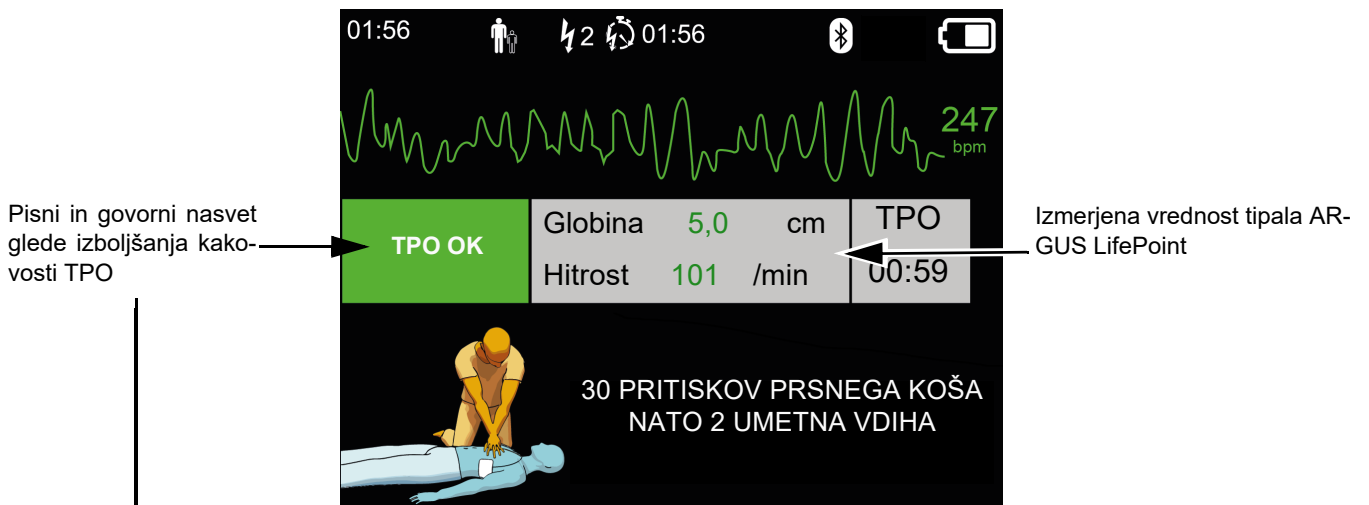 01:56 2 01:56
247
bpm
Pisni in govorni nasvet
glede izboljšanja kako-
vosti TPO
TPO OK
Globina 5,0 cm
Hitrost 101 /min
TPO
00:59
Izmerjena vrednost tipala AR-
GUS LifePoint
30 PRITISKOV PRSNEGA KOŠA
NATO 2 UMETNA VDIHA